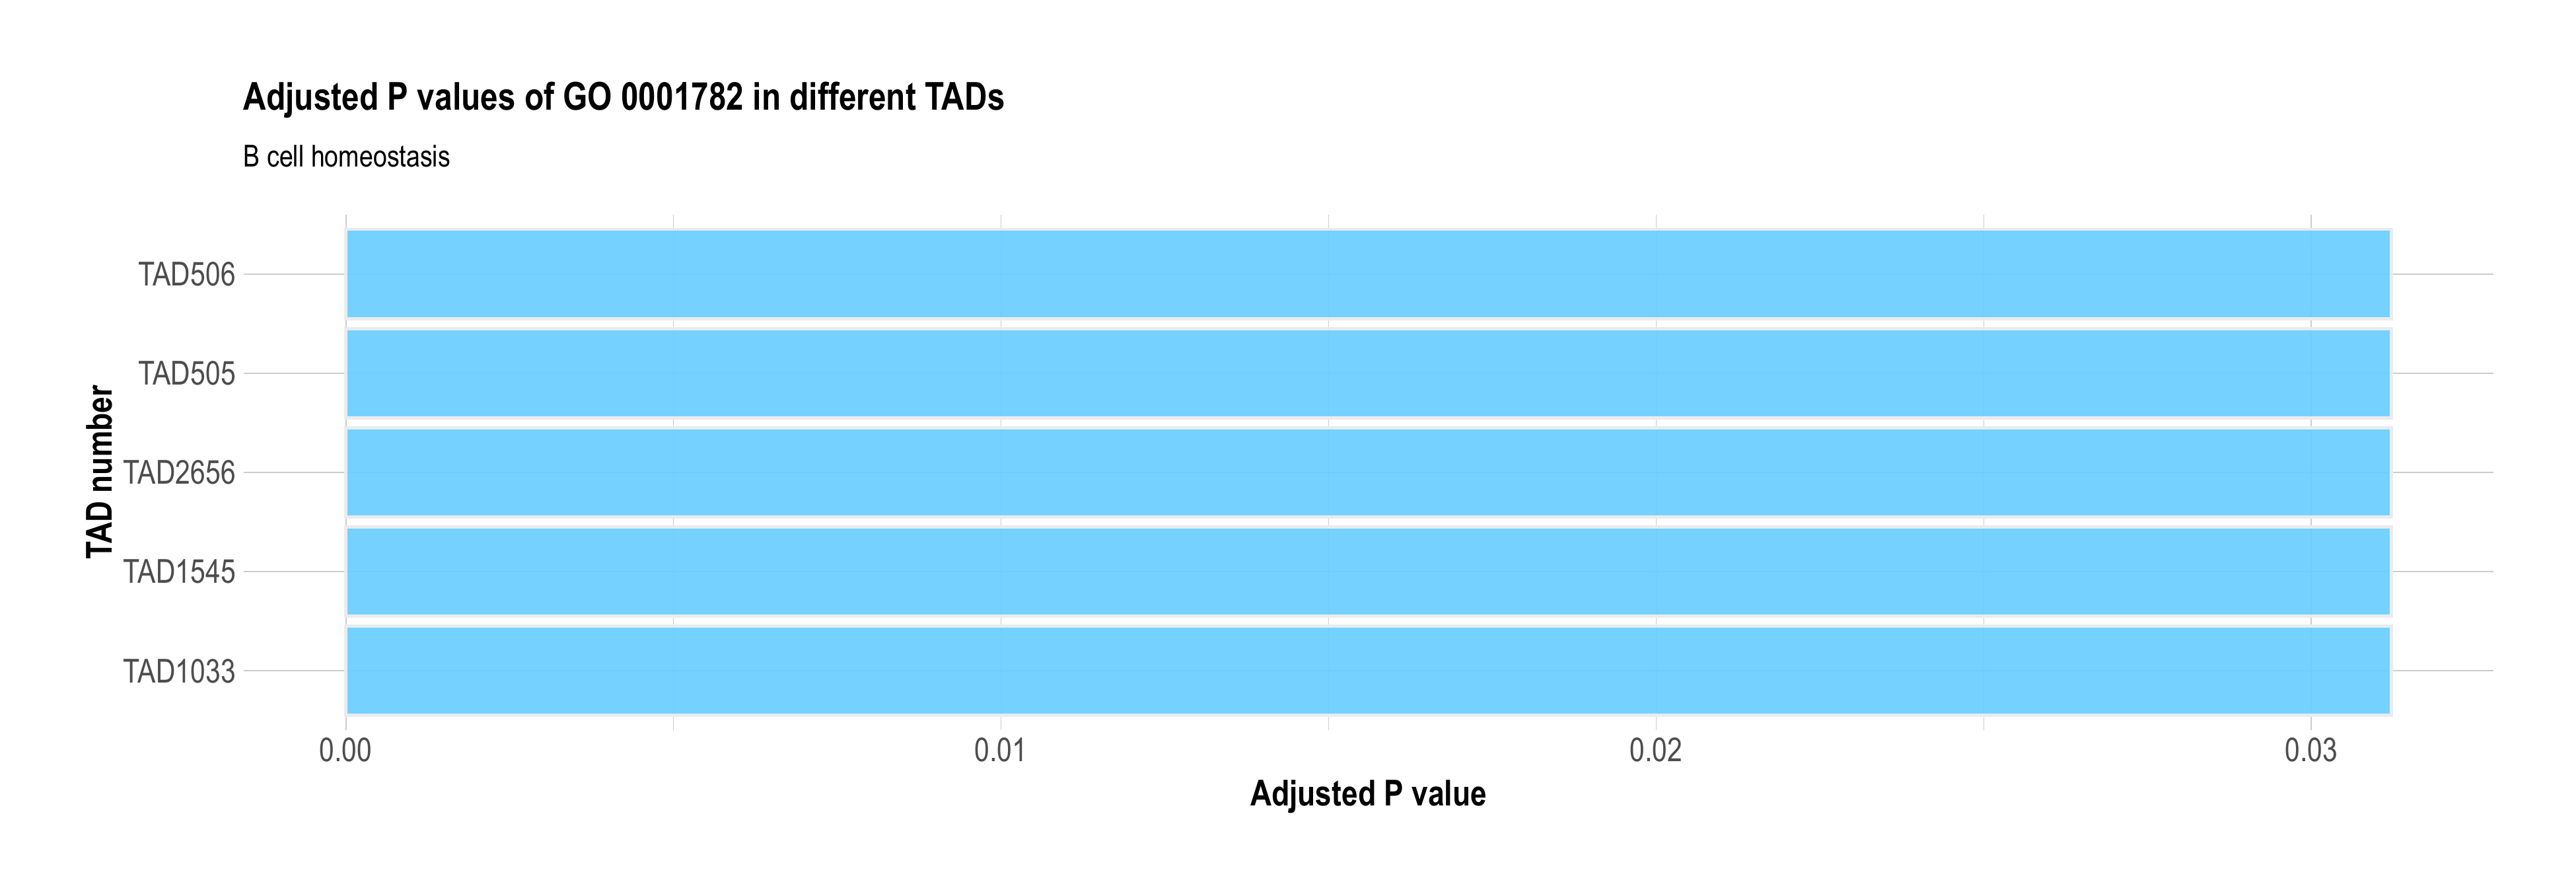 Adjusted P values of GO 0001782 in different TADs
B cell homeostasis
TAD number
TAD506
TAD505
TAD2656
TAD1545
TAD1033
0.00 0.01 0.02 0.03
Adjusted P value